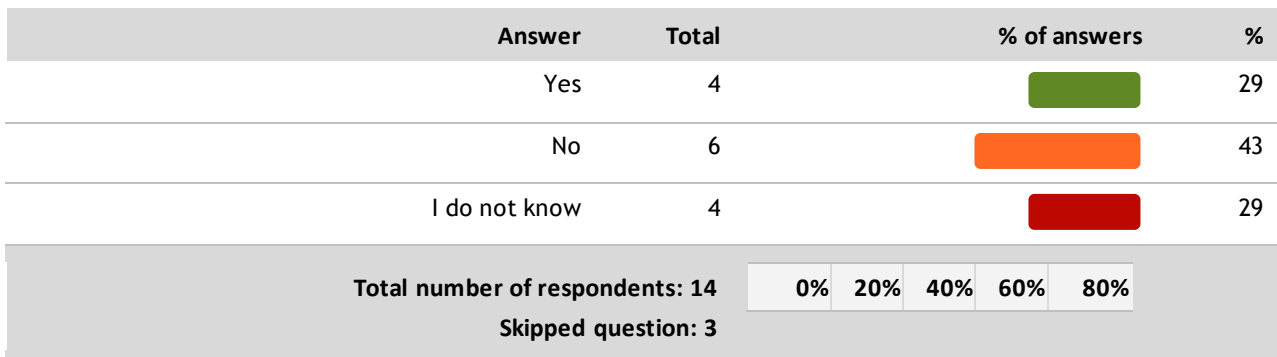 Answer Total % of answers %
Yes 4 29
No 6 43
I do not know 4 29
Total number of respondents: 14 0% 20% 40% 60% 80%
Skipped question: 3